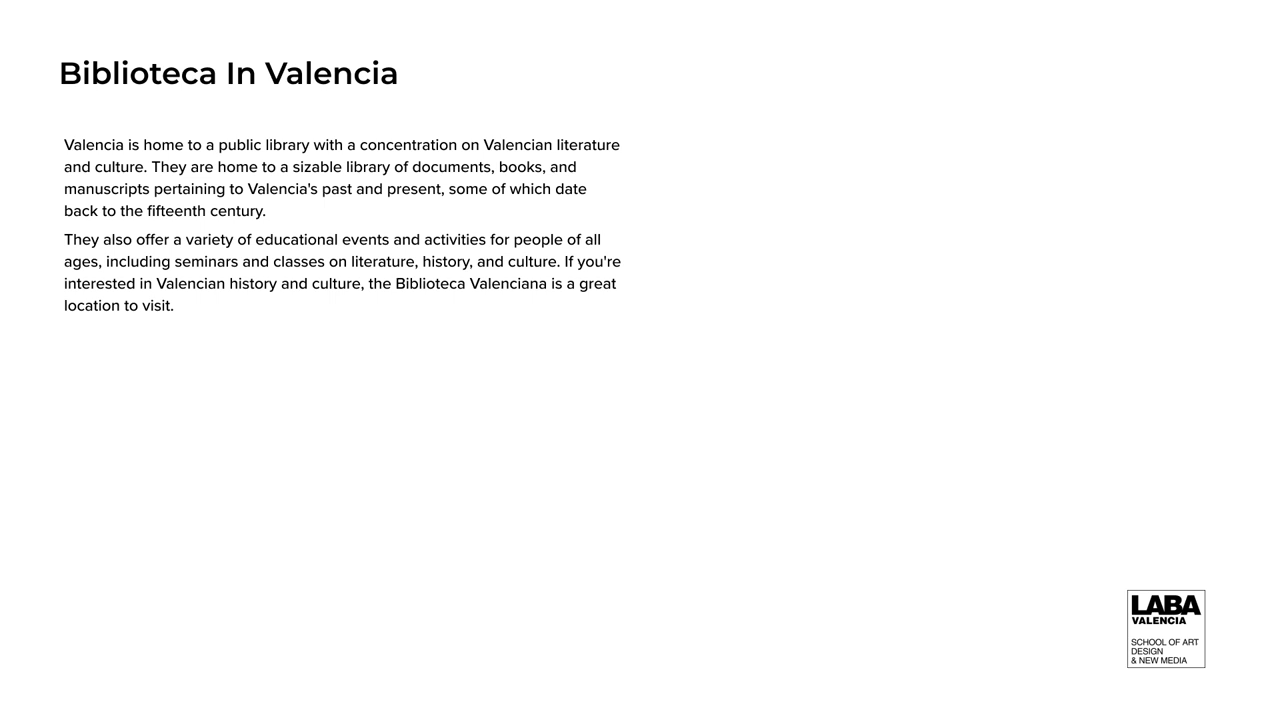 Biblioteca In Valencia
Valencia is home to a public library with a concentration on Valencian literature
and culture. They are home to a sizable library of documents, books, and
manuscripts pertaining to Valencia's past and present, some of which date
back to the fifteenth century.
They also offer a variety of educational events and activities for people of all
ages, including seminars and classes on literature, history, and culture. If you're
interested in Valencian history and culture, the Biblioteca Valenciana is a great
location to visit.
LABA
VALENCIA
SCHOOL OF ART
DESIGN
& NEW MEDIA